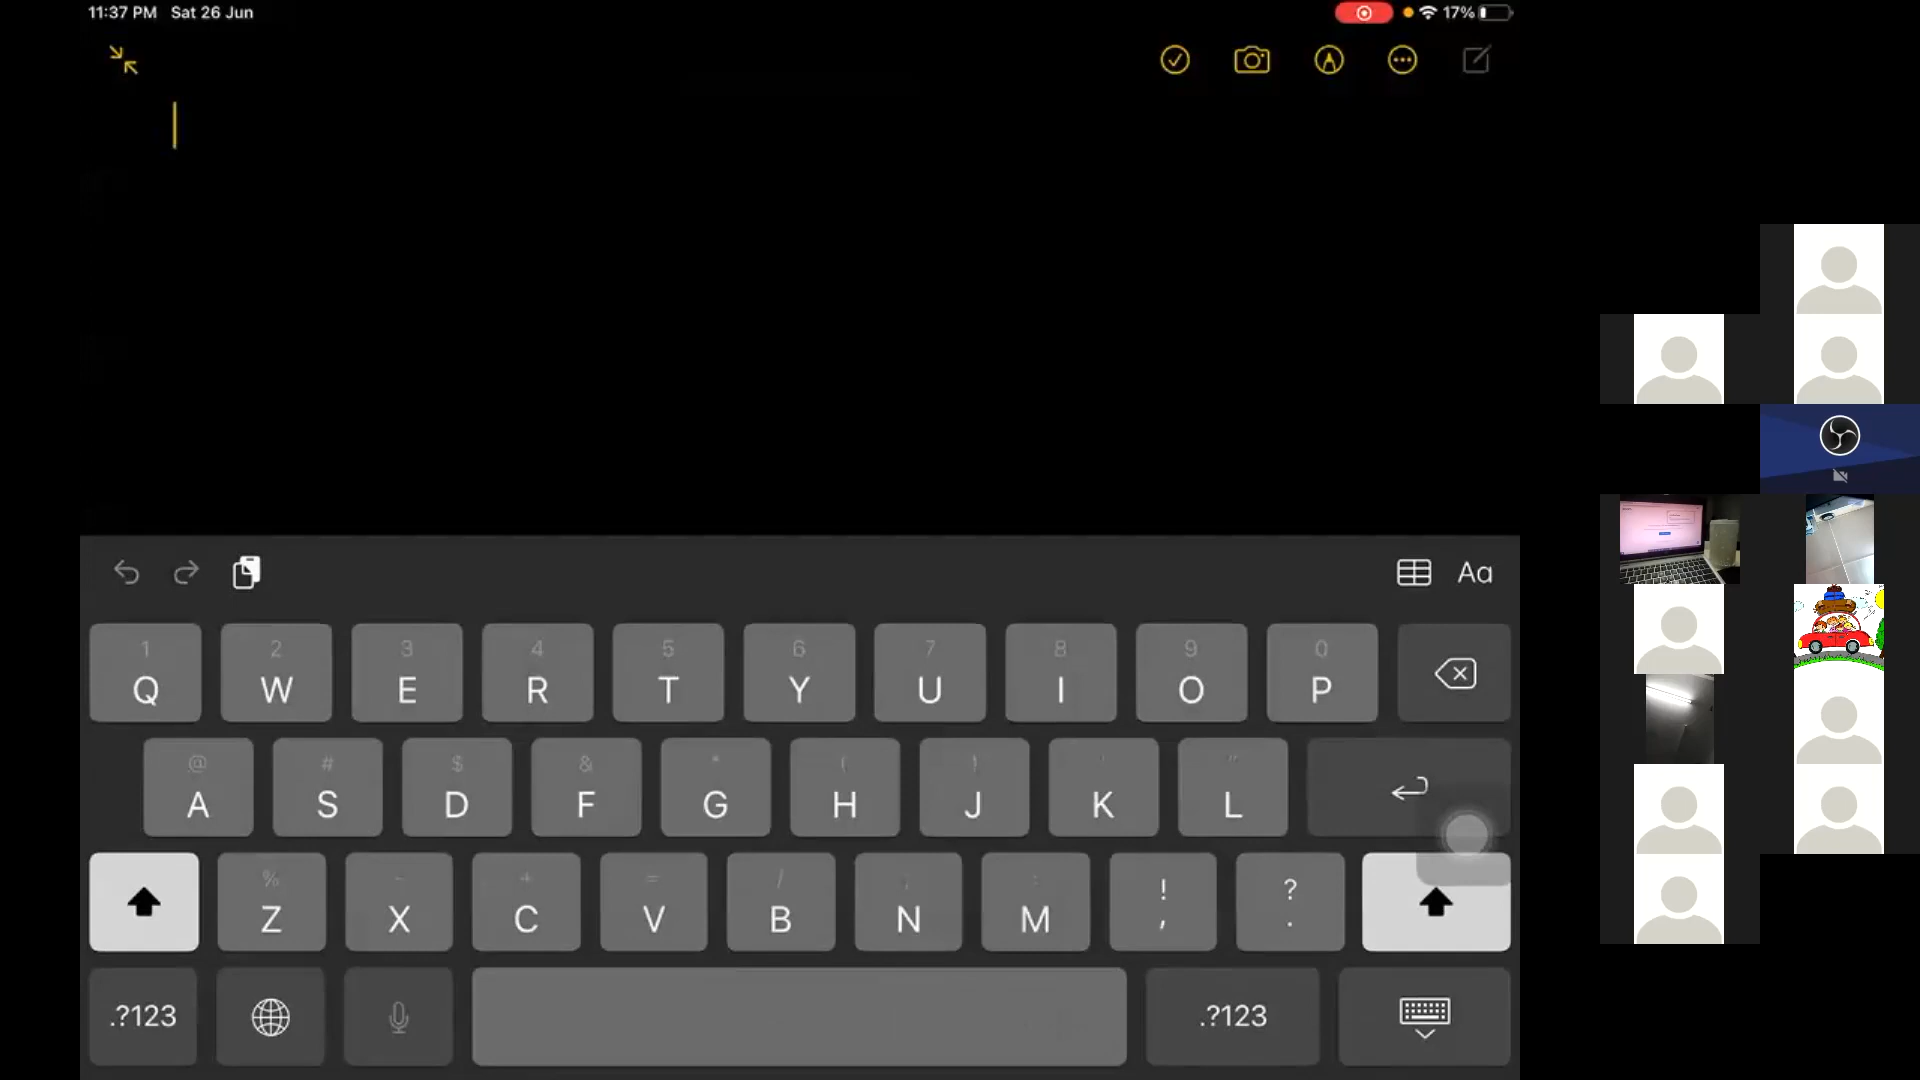 11:37 PM Sat 26 Jun
17%
Aa
1 2 3 4 5 6 7 8 9 0
Q W E R T Y U I O P
@ # $ & * ( ) ' "
A S D F G H J K L
% - + = / ; : ! ?
Z X C V B N M , .
.?123 .?123